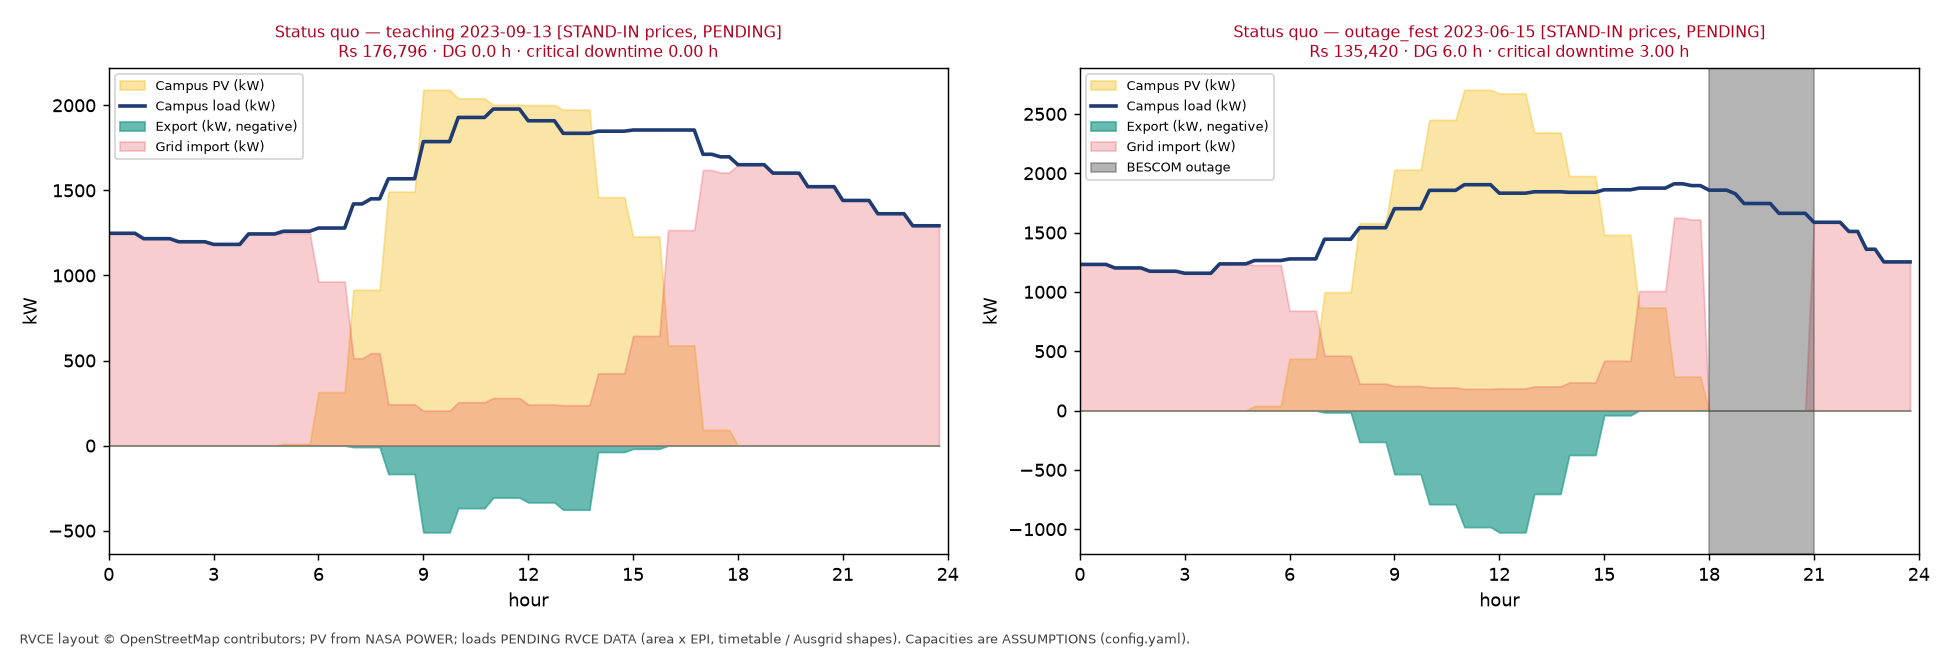 Status quo — teaching 2023-09-13 [STAND-IN prices, PENDING]
Rs 176,796 · DG 0.0 h · critical downtime 0.00 h
Campus PV (kW)
Campus load (kW)
Export (kW, negative)
Grid import (kW)
2000
1500
1000
500
0
−500
kW
0 3 6 9 12 15 18 21 24
hour
Status quo — outage_fest 2023-06-15 [STAND-IN prices, PENDING]
Rs 135,420 · DG 6.0 h · critical downtime 3.00 h
Campus PV (kW)
Campus load (kW)
Export (kW, negative)
Grid import (kW)
BESCOM outage
2500
2000
1500
1000
500
0
−500
−1000
kW
0 3 6 9 12 15 18 21 24
hour
RVCE layout © OpenStreetMap contributors; PV from NASA POWER; loads PENDING RVCE DATA (area x EPI, timetable / Ausgrid shapes). Capacities are ASSUMPTIONS (config.yaml).